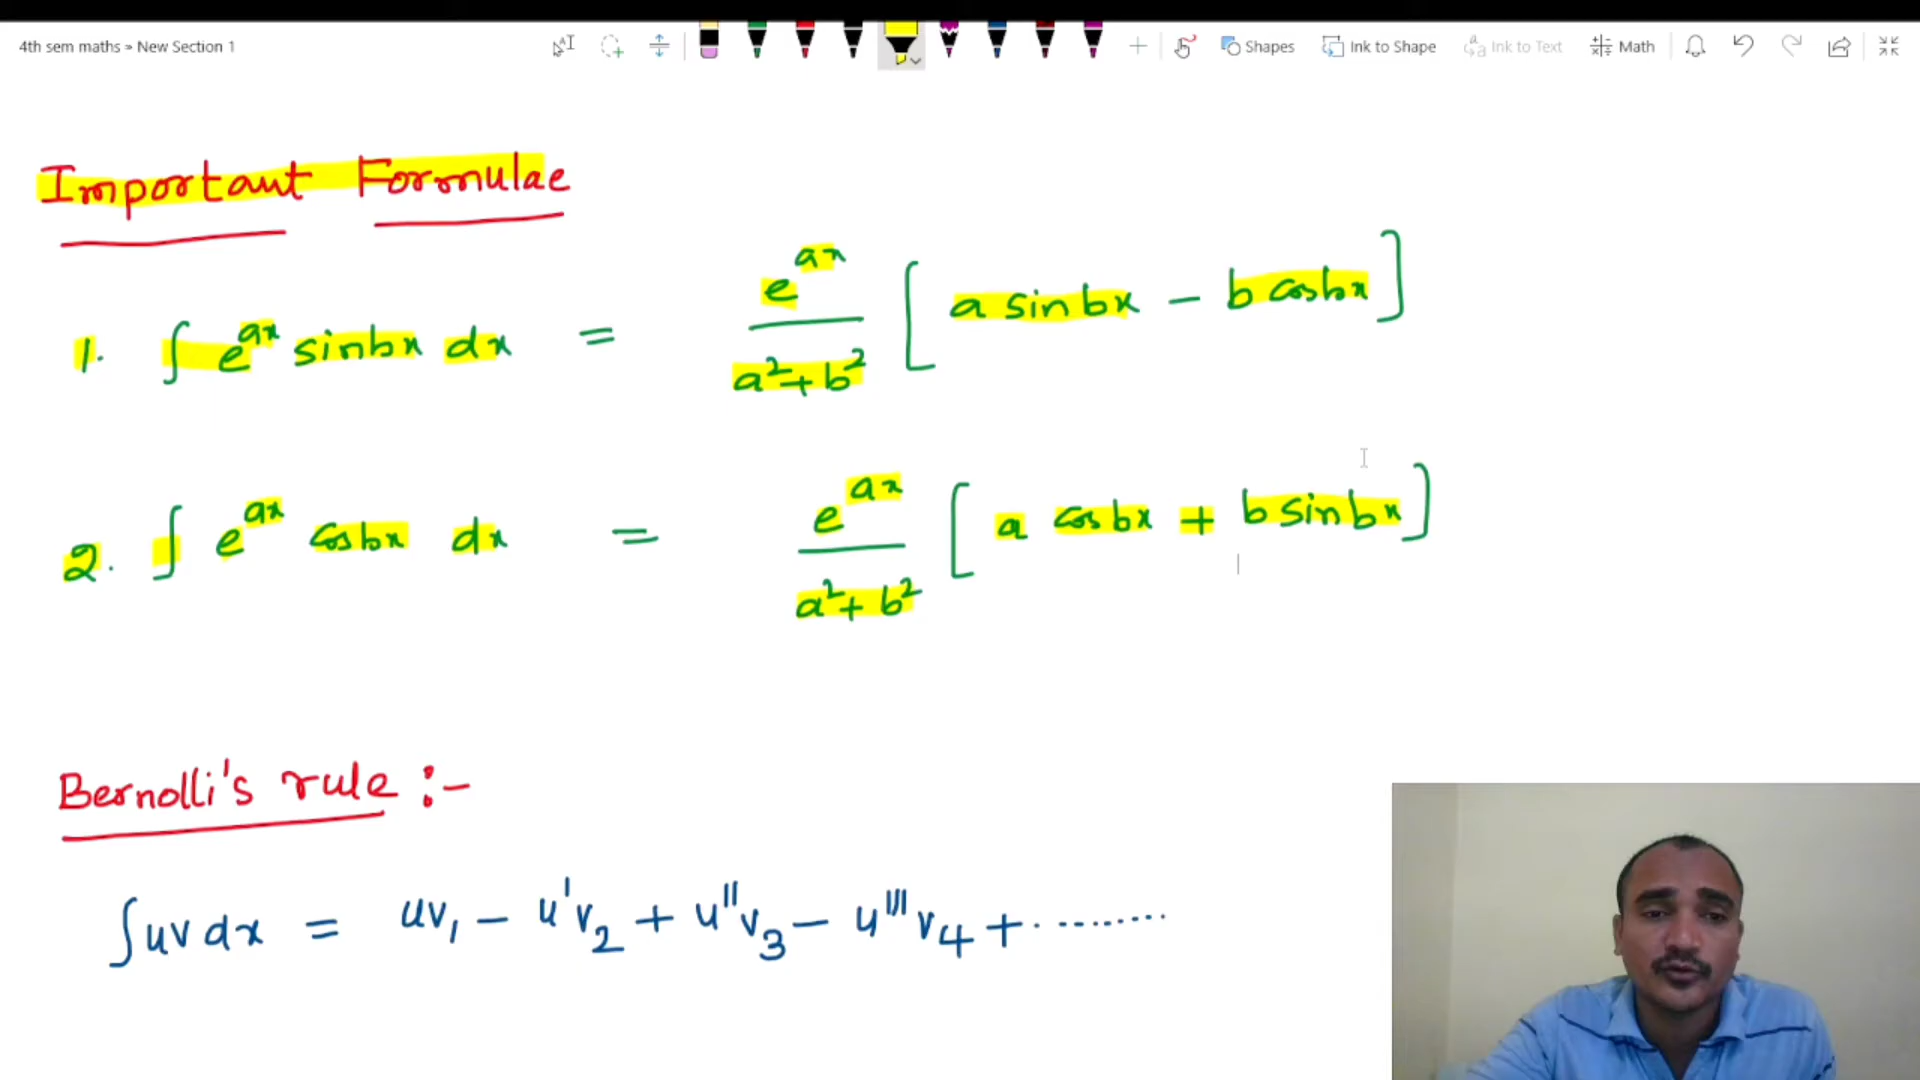 4th sem maths » New Section 1
Shapes Ink to Shape Ink to Text Math
Important Formulae
1. ∫ e^{ax} sinbx dx = e^{ax} / (a²+b²) [ a sinbx - b cosbx ]
2. ∫ e^{ax} cosbx dx = e^{ax} / (a²+b²) [ a cosbx + b sinbx ]
Bernolli's rule :-
∫uv dx = uv₁ - u'v₂ + u''v₃ - u'''v₄ + .........